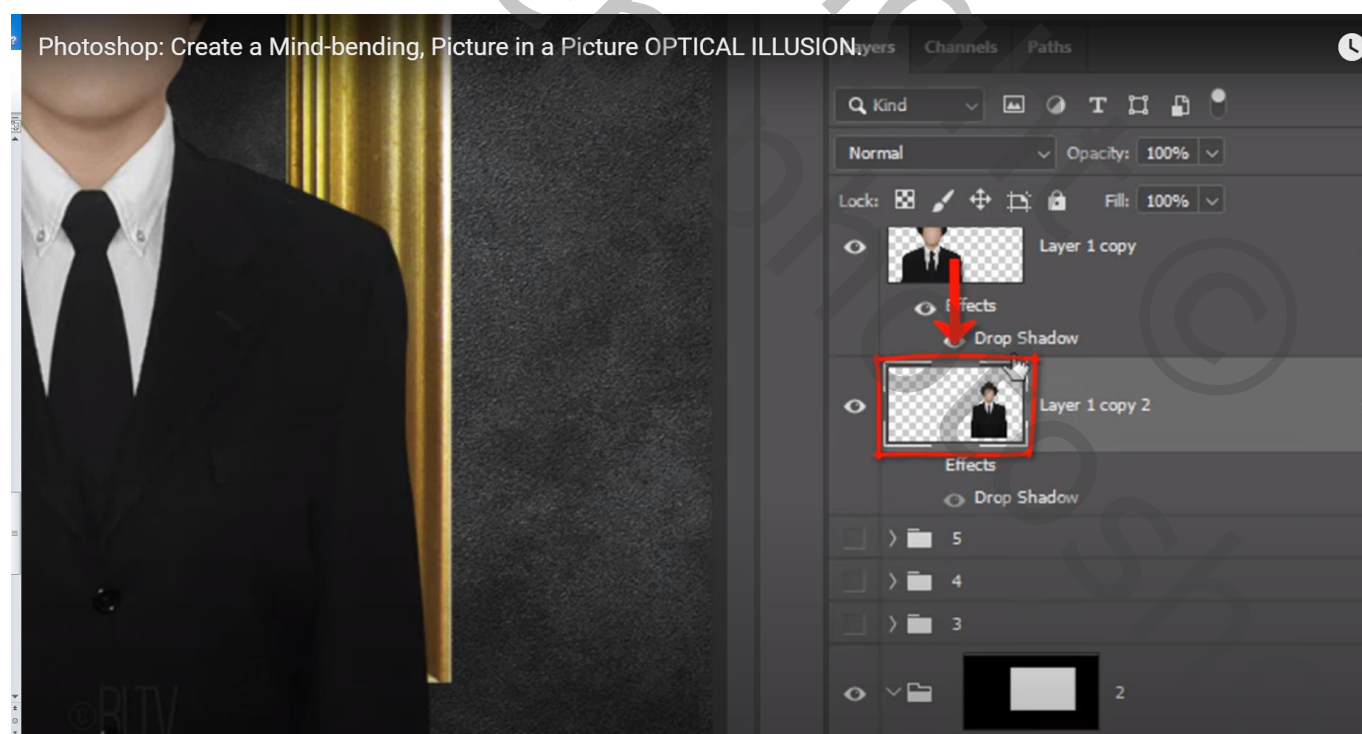 Photoshop: Create a Mind-bending, Picture in a Picture OPTICAL ILLUSION.
Layers Channels Paths
Kind
T
Normal Opacity: 100%
Lock: Fill: 100%
Layer 1 copy
Effects
Drop Shadow
Layer 1 copy 2
Effects
Drop Shadow
5
4
3
2